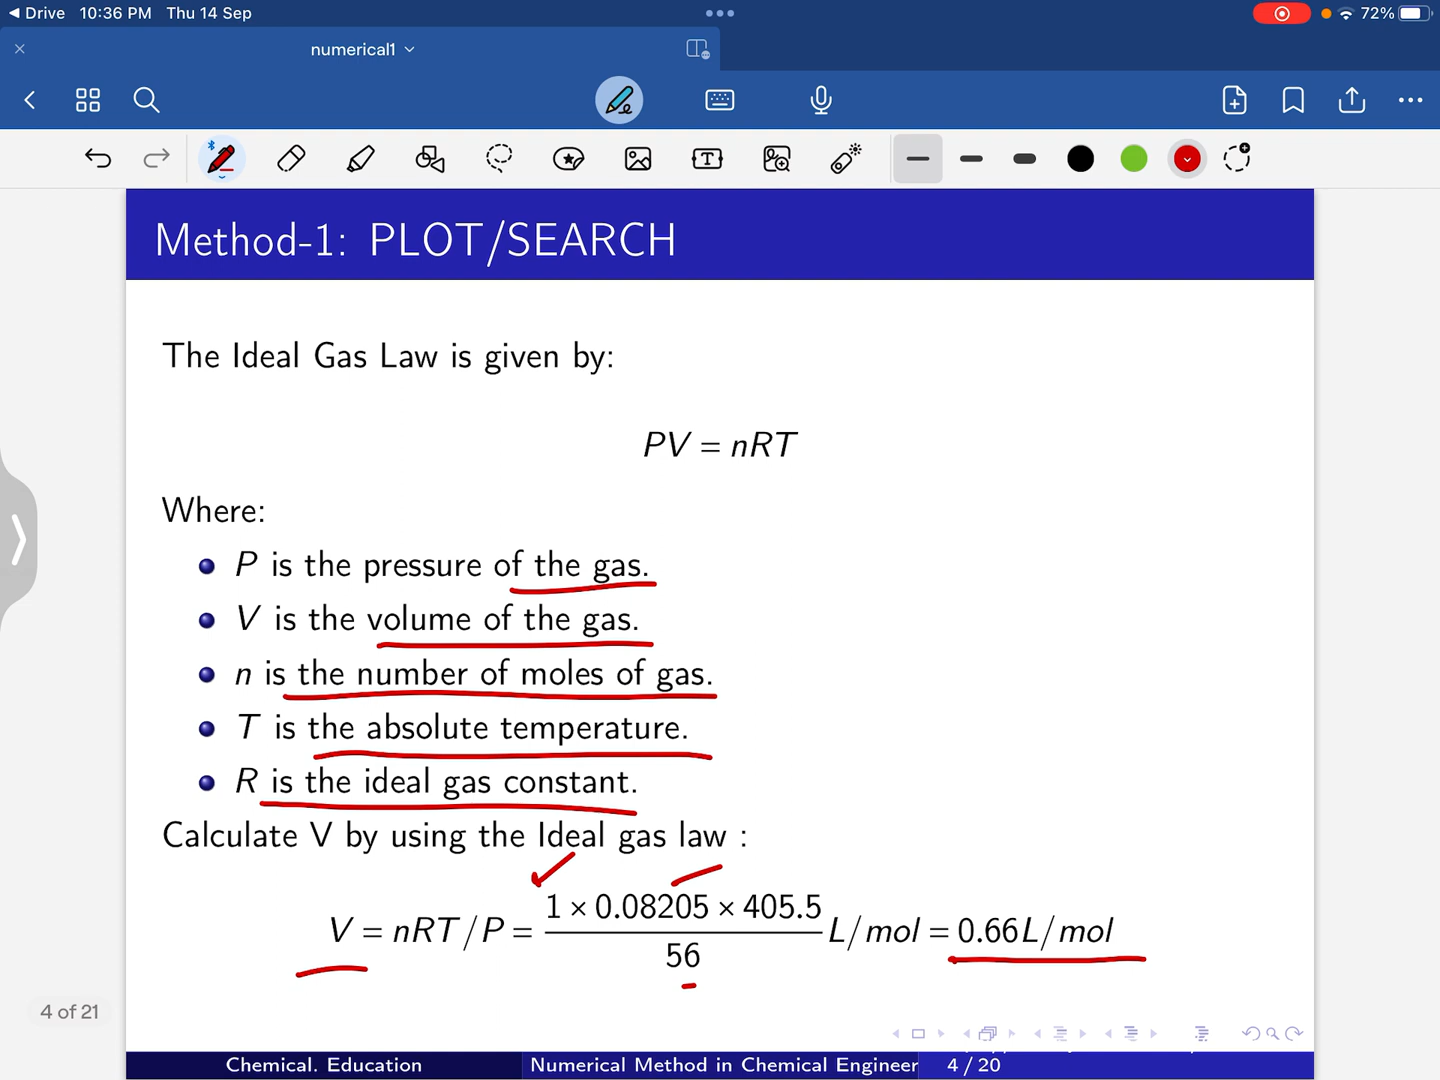 Drive 10:36 PM Thu 14 Sep 72%
numerical1
Method-1: PLOT/SEARCH
The Ideal Gas Law is given by:
PV = nRT
Where:
P is the pressure of the gas.
V is the volume of the gas.
n is the number of moles of gas.
T is the absolute temperature.
R is the ideal gas constant.
Calculate V by using the Ideal gas law :
V = nRT/P = (1 × 0.08205 × 405.5)/56 L/mol = 0.66L/mol
4 of 21
Chemical. Education Numerical Method in Chemical Engineer 4 / 20